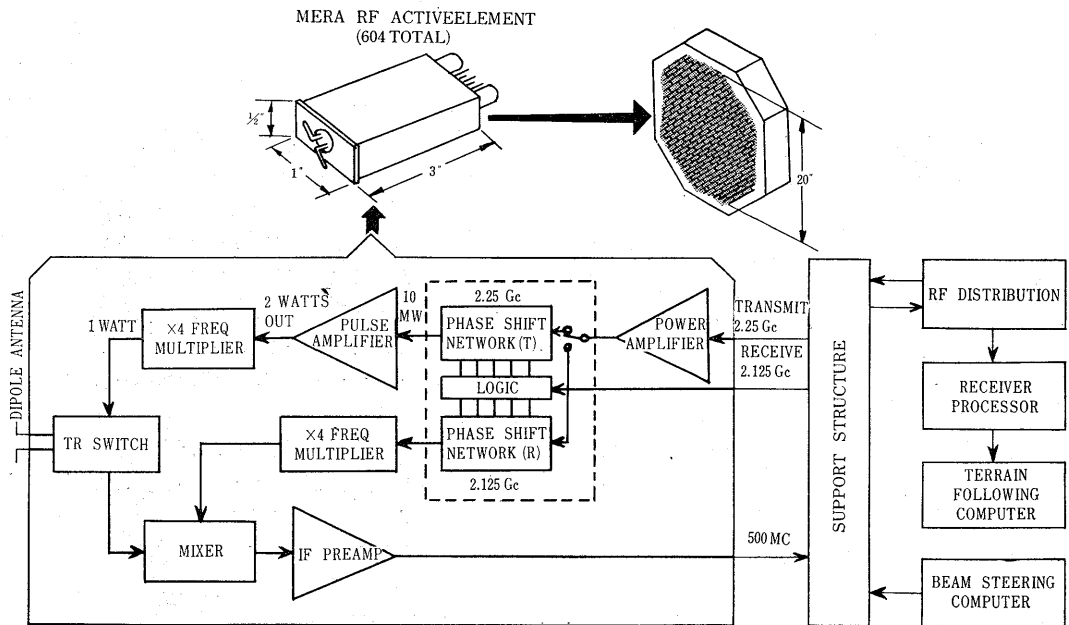 MERA RF ACTIVEELEMENT
(604 TOTAL)
½"
1"
3"
20"
DIPOLE ANTENNA
1 WATT
×4 FREQ
MULTIPLIER
2 WATTS
OUT
PULSE
AMPLIFIER
10
MW
2.25 Gc
PHASE SHIFT
NETWORK (T)
LOGIC
PHASE SHIFT
NETWORK (R)
2.125 Gc
POWER
AMPLIFIER
TRANSMIT
2.25 Gc
RECEIVE
2.125 Gc
TR SWITCH
×4 FREQ
MULTIPLIER
MIXER
IF PREAMP
500 MC
SUPPORT STRUCTURE
RF DISTRIBUTION
RECEIVER
PROCESSOR
TERRAIN
FOLLOWING
COMPUTER
BEAM STEERING
COMPUTER